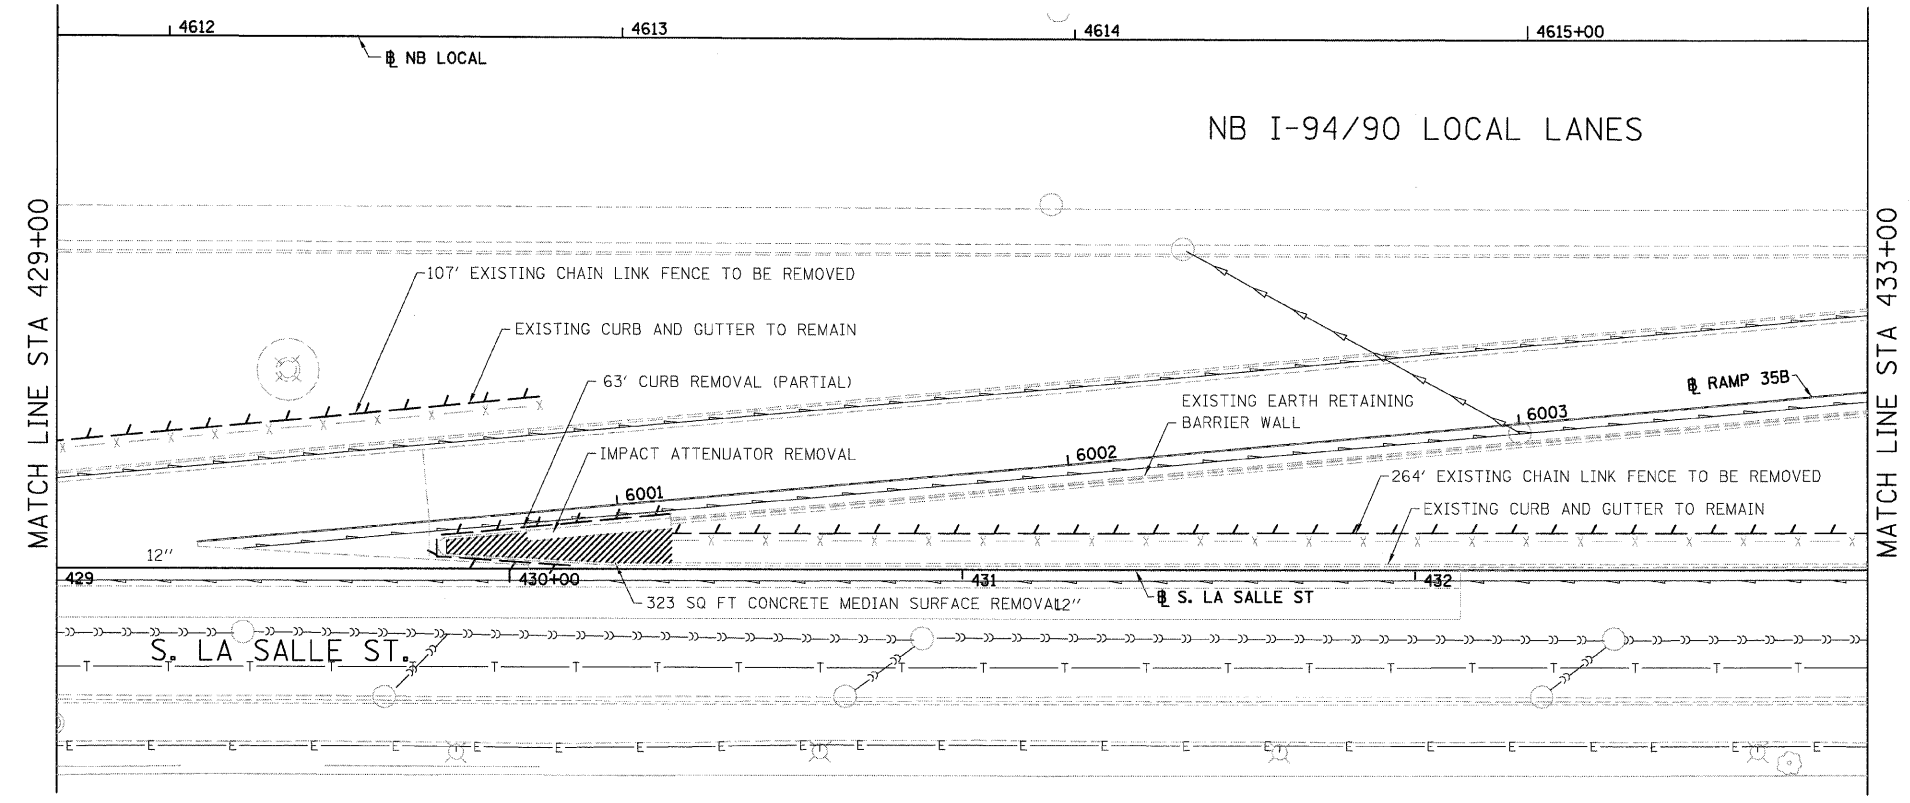 4612
4613
4614
4615+00
℄ NB LOCAL
NB I-94/90 LOCAL LANES
MATCH LINE STA 429+00
MATCH LINE STA 433+00
107' EXISTING CHAIN LINK FENCE TO BE REMOVED
EXISTING CURB AND GUTTER TO REMAIN
63' CURB REMOVAL (PARTIAL)
℄ RAMP 35B
EXISTING EARTH RETAINING
BARRIER WALL
6003
6002
IMPACT ATTENUATOR REMOVAL
264' EXISTING CHAIN LINK FENCE TO BE REMOVED
6001
EXISTING CURB AND GUTTER TO REMAIN
12"
429
430+00
431
432
323 SQ FT CONCRETE MEDIAN SURFACE REMOVAL
12"
℄ S. LA SALLE ST
S. LA SALLE ST.
T T T T T T T T T T T T T T T T T T T T T T
E E E E E E E E E E E E E E E E E E E E E E